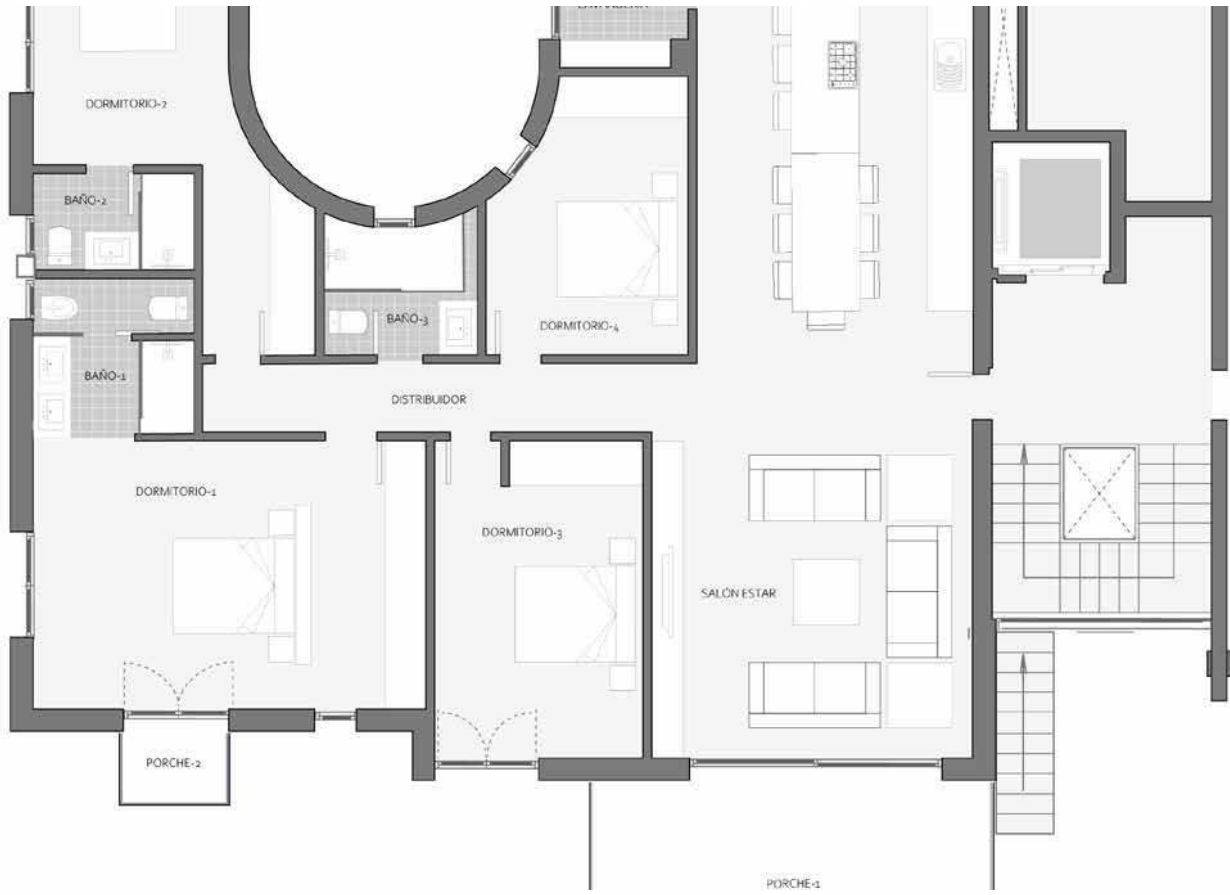 DORMITORIO-2
BAÑO-2
BAÑO-3
DORMITORIO-4
BAÑO-1
DISTRIBUIDOR
DORMITORIO-1
DORMITORIO-3
SALÓN ESTAR
PORCHE-2
PORCHE-1